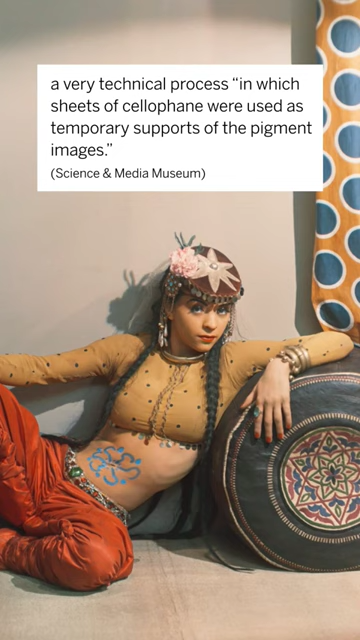 a very technical process “in which
sheets of cellophane were used as
temporary supports of the pigment
images.”
(Science & Media Museum)